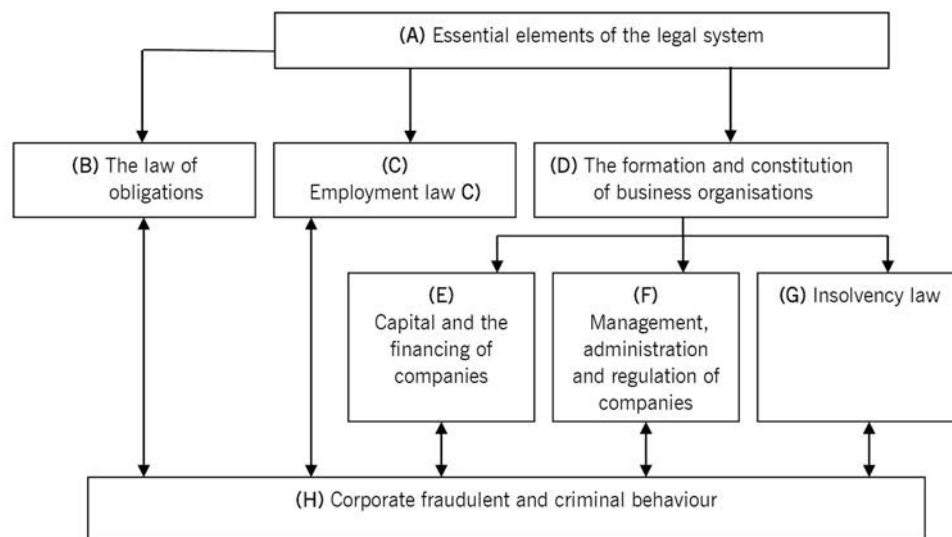 (A) Essential elements of the legal system
(B) The law of
obligations
(C)
Employment law C)
(D) The formation and constitution
of business organisations
(E)
Capital and the
financing of
companies
(F)
Management,
administration
and regulation of
companies
(G) Insolvency law
(H) Corporate fraudulent and criminal behaviour